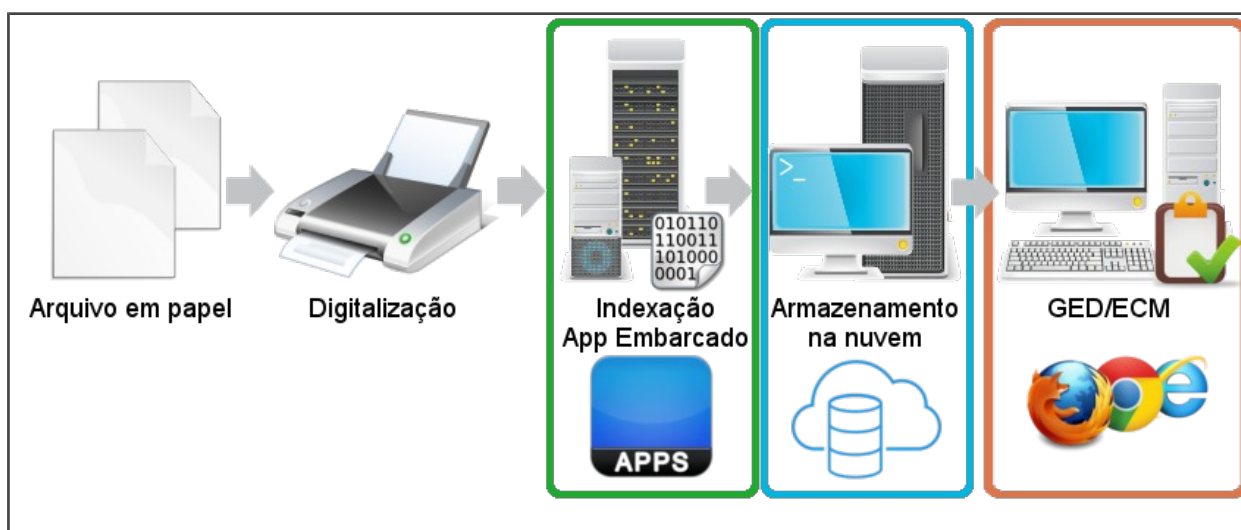 010110
110011
101000
0001
>_
Arquivo em papel
Digitalização
Indexação
App Embarcado
Armazenamento
na nuvem
GED/ECM
APPS